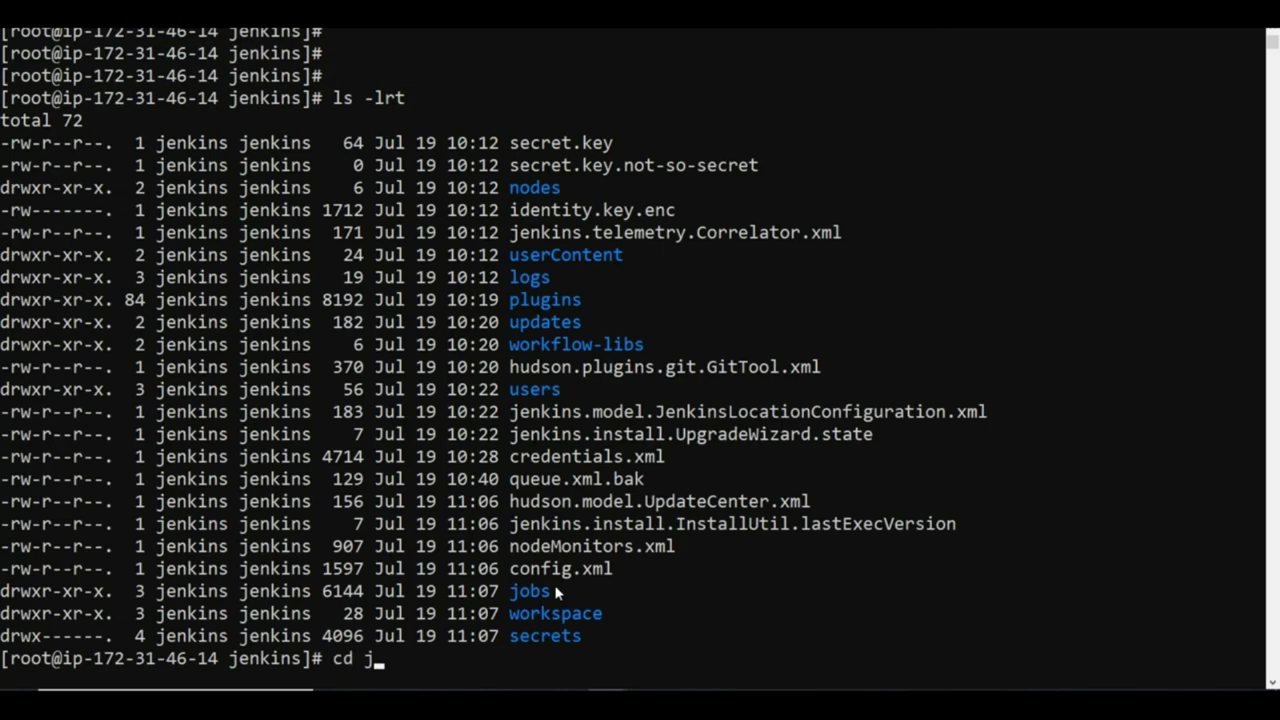 [root@ip-172-31-46-14 jenkins]#
[root@ip-172-31-46-14 jenkins]#
[root@ip-172-31-46-14 jenkins]#
[root@ip-172-31-46-14 jenkins]# ls -lrt
total 72
-rw-r--r--.  1 jenkins jenkins   64 Jul 19 10:12 secret.key
-rw-r--r--.  1 jenkins jenkins    0 Jul 19 10:12 secret.key.not-so-secret
drwxr-xr-x.  2 jenkins jenkins    6 Jul 19 10:12 nodes
-rw-------.  1 jenkins jenkins 1712 Jul 19 10:12 identity.key.enc
-rw-r--r--.  1 jenkins jenkins  171 Jul 19 10:12 jenkins.telemetry.Correlator.xml
drwxr-xr-x.  2 jenkins jenkins   24 Jul 19 10:12 userContent
drwxr-xr-x.  3 jenkins jenkins   19 Jul 19 10:12 logs
drwxr-xr-x. 84 jenkins jenkins 8192 Jul 19 10:19 plugins
drwxr-xr-x.  2 jenkins jenkins  182 Jul 19 10:20 updates
drwxr-xr-x.  2 jenkins jenkins    6 Jul 19 10:20 workflow-libs
-rw-r--r--.  1 jenkins jenkins  370 Jul 19 10:20 hudson.plugins.git.GitTool.xml
drwxr-xr-x.  3 jenkins jenkins   56 Jul 19 10:22 users
-rw-r--r--.  1 jenkins jenkins  183 Jul 19 10:22 jenkins.model.JenkinsLocationConfiguration.xml
-rw-r--r--.  1 jenkins jenkins    7 Jul 19 10:22 jenkins.install.UpgradeWizard.state
-rw-r--r--.  1 jenkins jenkins 4714 Jul 19 10:28 credentials.xml
-rw-r--r--.  1 jenkins jenkins  129 Jul 19 10:40 queue.xml.bak
-rw-r--r--.  1 jenkins jenkins  156 Jul 19 11:06 hudson.model.UpdateCenter.xml
-rw-r--r--.  1 jenkins jenkins    7 Jul 19 11:06 jenkins.install.InstallUtil.lastExecVersion
-rw-r--r--.  1 jenkins jenkins  907 Jul 19 11:06 nodeMonitors.xml
-rw-r--r--.  1 jenkins jenkins 1597 Jul 19 11:06 config.xml
drwxr-xr-x.  3 jenkins jenkins 6144 Jul 19 11:07 jobs
drwxr-xr-x.  3 jenkins jenkins   28 Jul 19 11:07 workspace
drwx------.  4 jenkins jenkins 4096 Jul 19 11:07 secrets
[root@ip-172-31-46-14 jenkins]# cd j